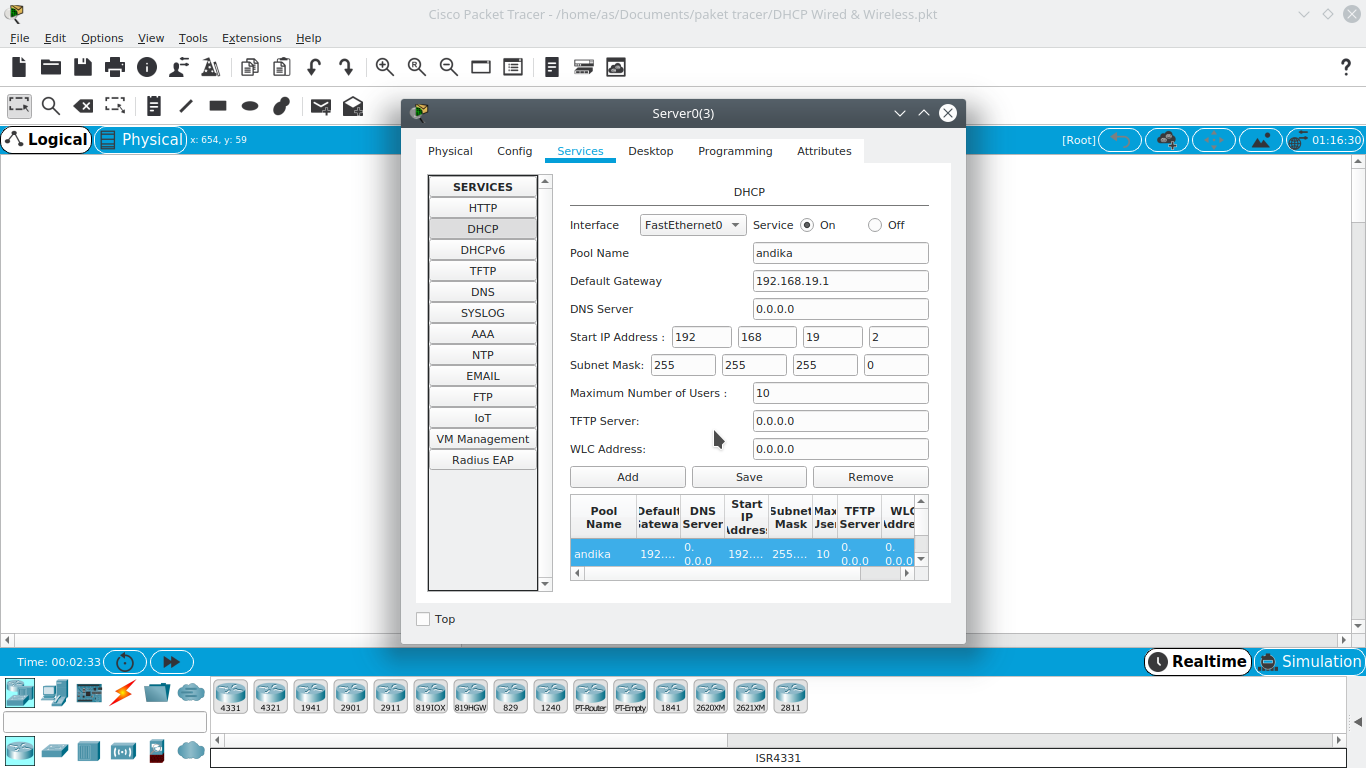 Cisco Packet Tracer - /home/as/Documents/paket tracer/DHCP Wired & Wireless.pkt
File Edit Options View Tools Extensions Help
?
Server0(3)
Logical Physical x: 654, y: 59 [Root] 01:16:30
Physical Config Services Desktop Programming Attributes
SERVICES
HTTP
DHCP
DHCPv6
TFTP
DNS
SYSLOG
AAA
NTP
EMAIL
FTP
IoT
VM Management
Radius EAP
DHCP
Interface FastEthernet0 Service On Off
Pool Name andika
Default Gateway 192.168.19.1
DNS Server 0.0.0.0
Start IP Address : 192 168 19 2
Subnet Mask: 255 255 255 0
Maximum Number of Users : 10
TFTP Server: 0.0.0.0
WLC Address: 0.0.0.0
Add Save Remove
Pool Name Default DNS Server Start IP Subnet Mask Max TFTP Server WLC
andika 192.... 0.0.0.0 192.... 255.... 10 0.0.0.0 0.0.0.0
Top
Time: 00:02:33 Realtime Simulation
4331 4321 1941 2901 2911 819IOX 819HGW 829 1240 PT-Router PT-Empty 1841 2620XM 2621XM 2811
ISR4331